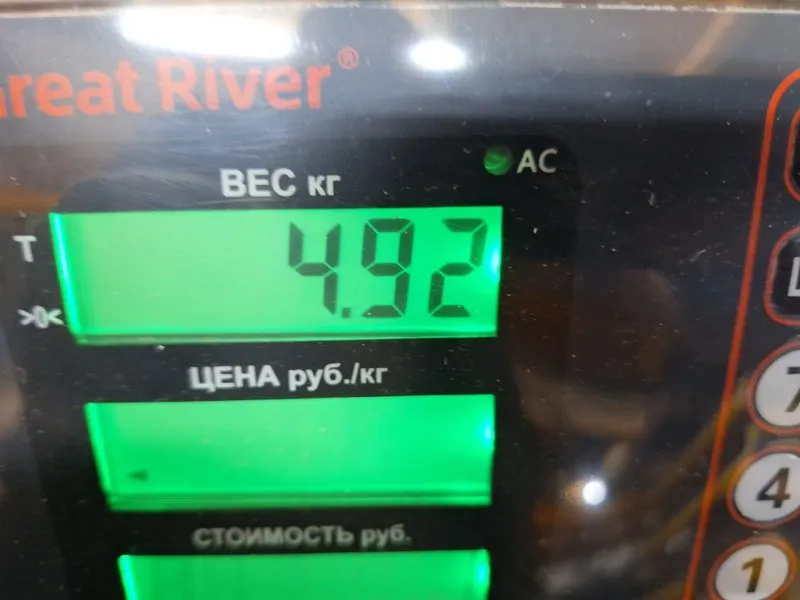 reat River®
AC
ВЕС кг
T
4.92
>0<
ЦЕНА руб./кг
7
4
СТОИМОСТЬ руб.
1